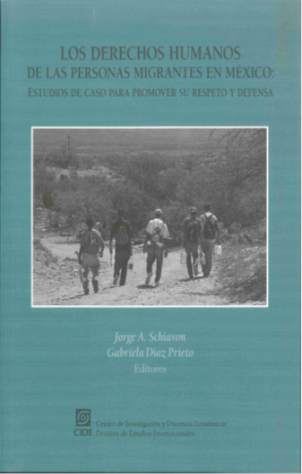 LOS DERECHOS HUMANOS
DE LAS PERSONAS MIGRANTES EN MÉXICO:
ESTUDIOS DE CASO PARA PROMOVER SU RESPETO Y DEFENSA
Jorge A. Schiavon
Gabriela Díaz Prieto
Editores
CIDE
Centro de Investigación y Docencia Económicas
División de Estudios Internacionales